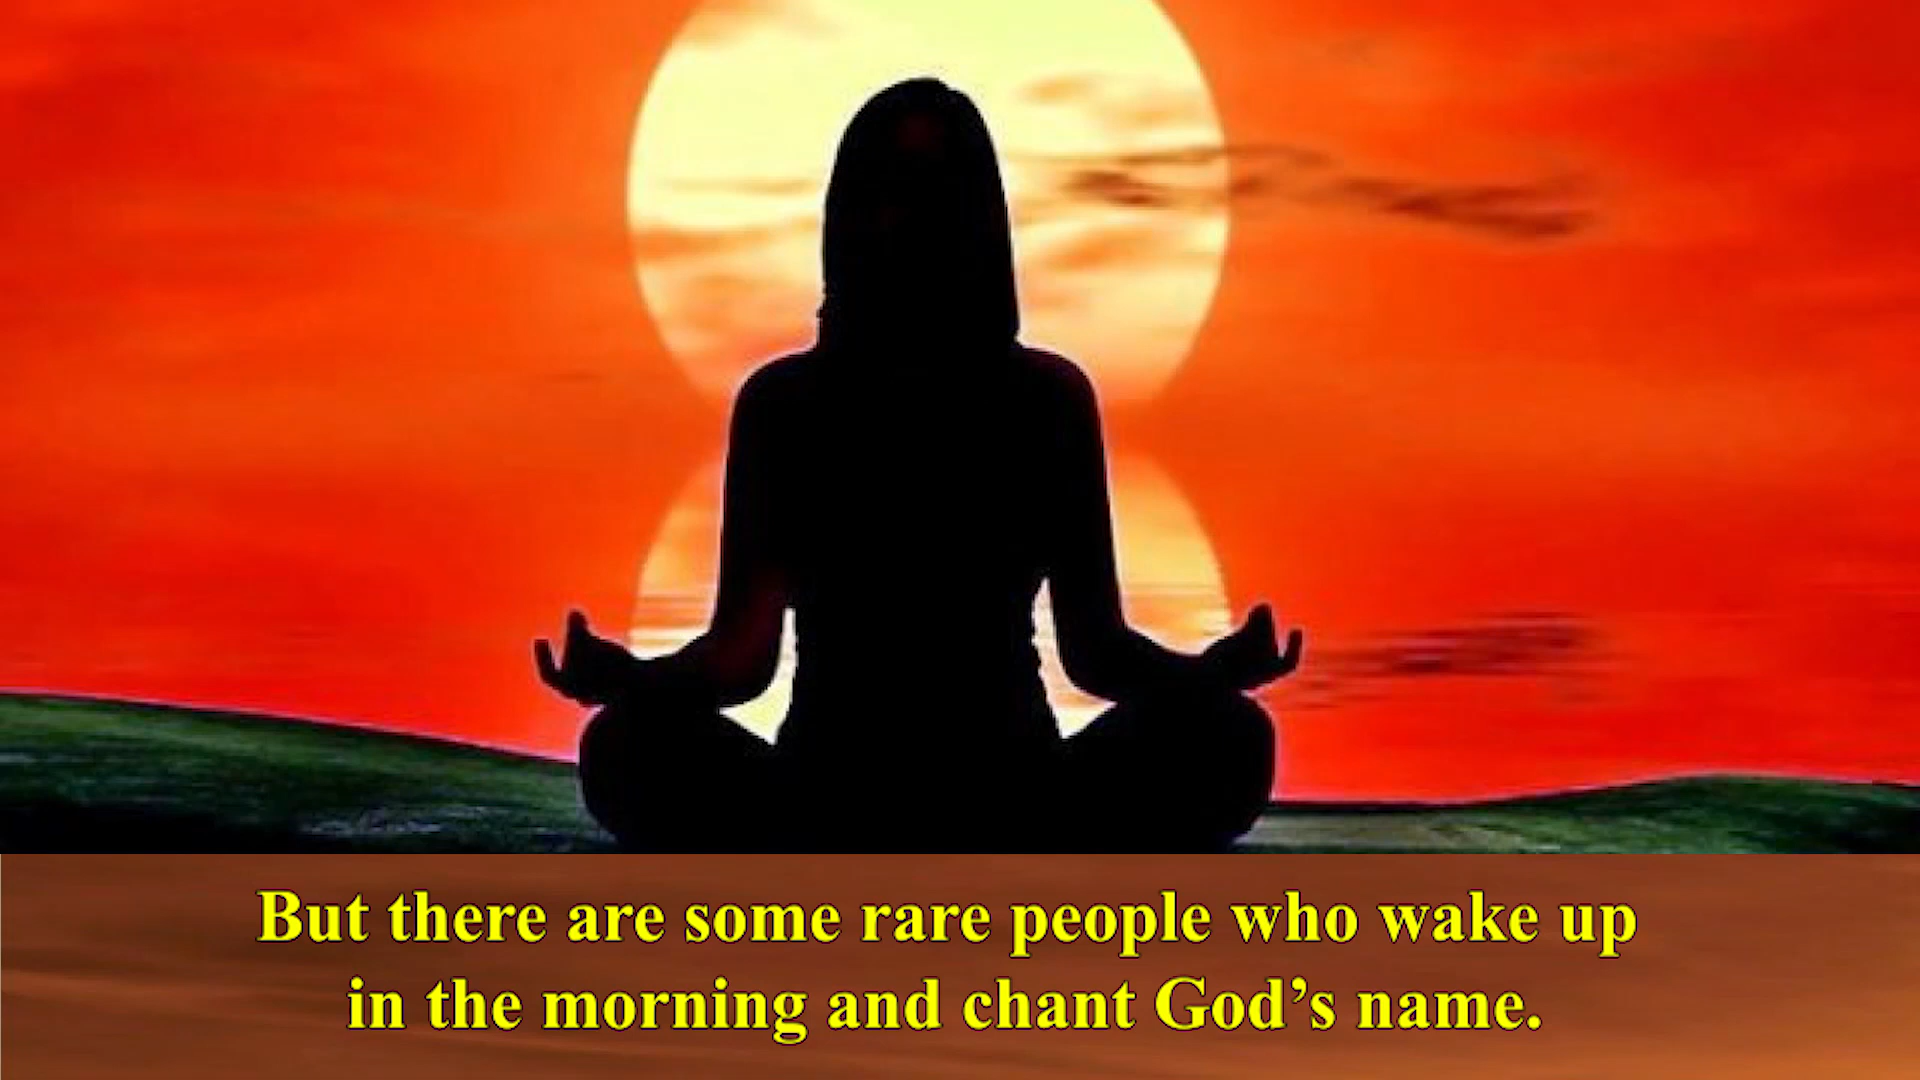 But there are some rare people who wake up
in the morning and chant God’s name.